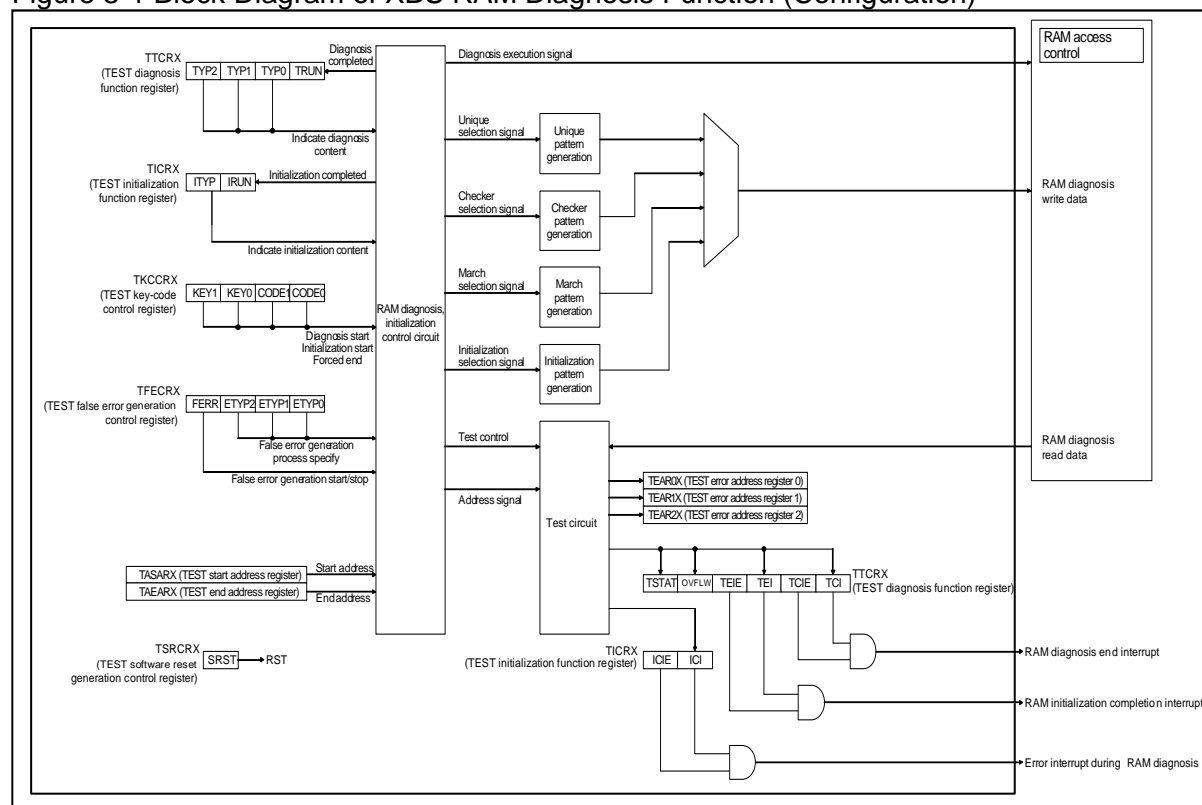 Figure 3-1 Block Diagram of XBS RAM Diagnosis Function (Configuration)
RAM access
control
TTCRX
(TEST diagnosis
function register)
TYP2 TYP1 TYP0 TRUN
Diagnosis
completed
Diagnosis execution signal
Indicate diagnosis
content
Unique
selection signal
Unique
pattern
generation
TICRX
(TEST initialization
function register)
ITYP IRUN
Initialization completed
Indicate initialization content
Checker
selection signal
Checker
pattern
generation
RAM diagnosis
write data
TKCCRX
(TEST key-code
control register)
KEY1 KEY0 CODE1 CODE0
Diagnosis start
Initialization start
Forced end
RAM diagnosis,
initialization
control circuit
March
selection signal
March
pattern
generation
Initialization
selection signal
Initialization
pattern
generation
TFECRX
(TEST false error generation
control register)
FERR ETYP2 ETYP1 ETYP0
False error generation
process specify
False error generation start/stop
Test control
RAM diagnosis
read data
Address signal
Test circuit
TEAR0X (TEST error address register 0)
TEAR1X (TEST error address register 1)
TEAR2X (TEST error address register 2)
TASARX (TEST start address register)
Start address
TAEARX (TEST end address register)
End address
TSTAT OVFLW TEIE TEI TCIE TCI
TTCRX
(TEST diagnosis function register)
TSRCRX
(TEST software reset
generation control register)
SRST
RST
TICRX
(TEST initialization function register)
ICIE ICI
RAM diagnosis end interrupt
RAM initialization completion interrupt
Error interrupt during RAM diagnosis